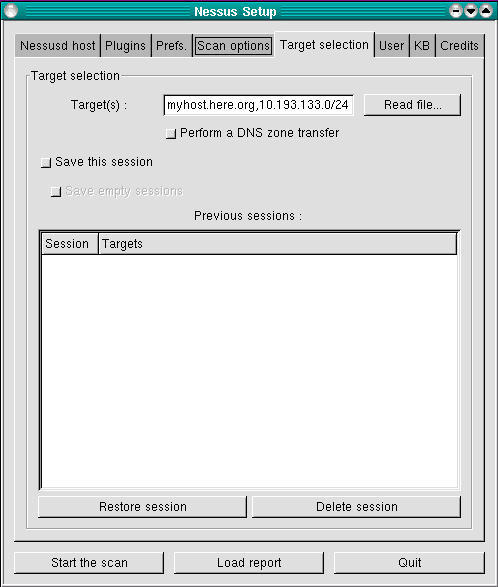 Nessus Setup
Nessusd host Plugins Prefs. Scan options Target selection User KB Credits
Target selection
Target(s) : myhost.here.org,10.193.133.0/24 Read file...
Perform a DNS zone transfer
Save this session
Save empty sessions
Previous sessions :
Session Targets
Restore session Delete session
Start the scan Load report Quit